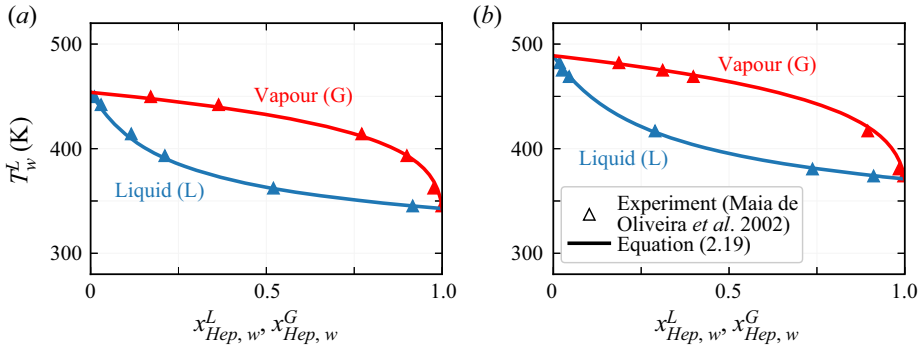 (a)
500
400
300
T_w^L (K)
Vapour (G)
Liquid (L)
0
0.5
1.0
x^L_{Hep, w}, x^G_{Hep, w}
(b)
500
400
300
Vapour (G)
Liquid (L)
Experiment (Maia de
Oliveira et al. 2002)
Equation (2.19)
0
0.5
1.0
x^L_{Hep, w}, x^G_{Hep, w}